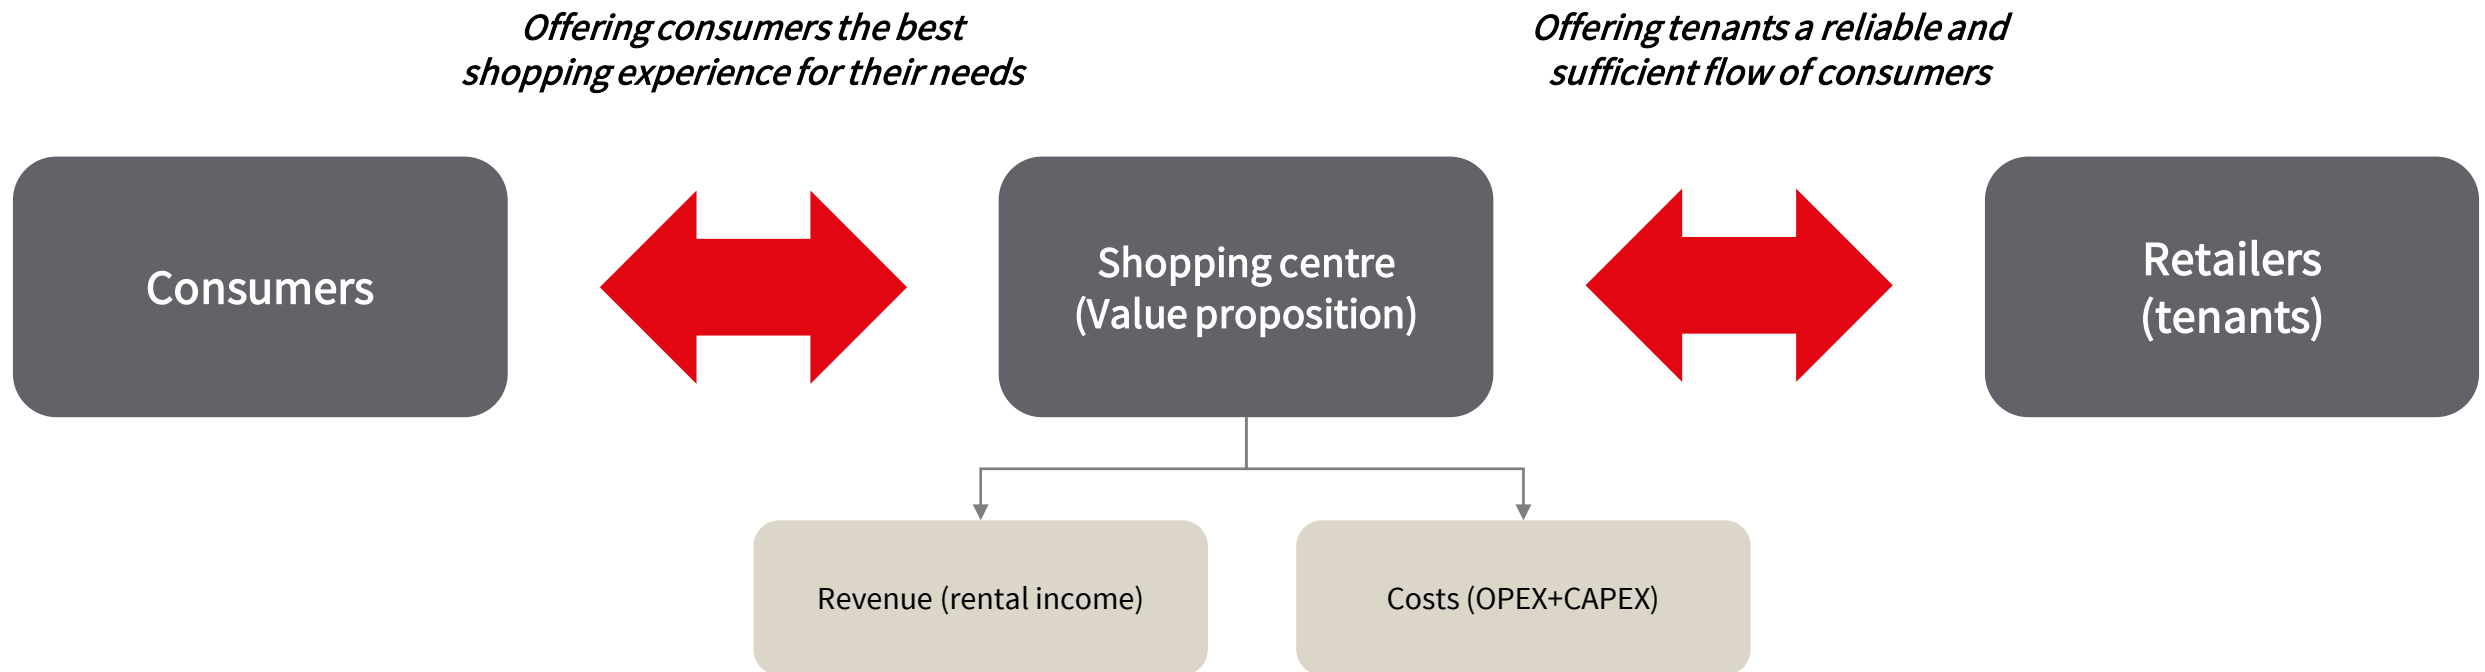 Offering consumers the best
shopping experience for their needs
Offering tenants a reliable and
sufficient flow of consumers
Consumers
Shopping centre
(Value proposition)
Retailers
(tenants)
Revenue (rental income)
Costs (OPEX+CAPEX)